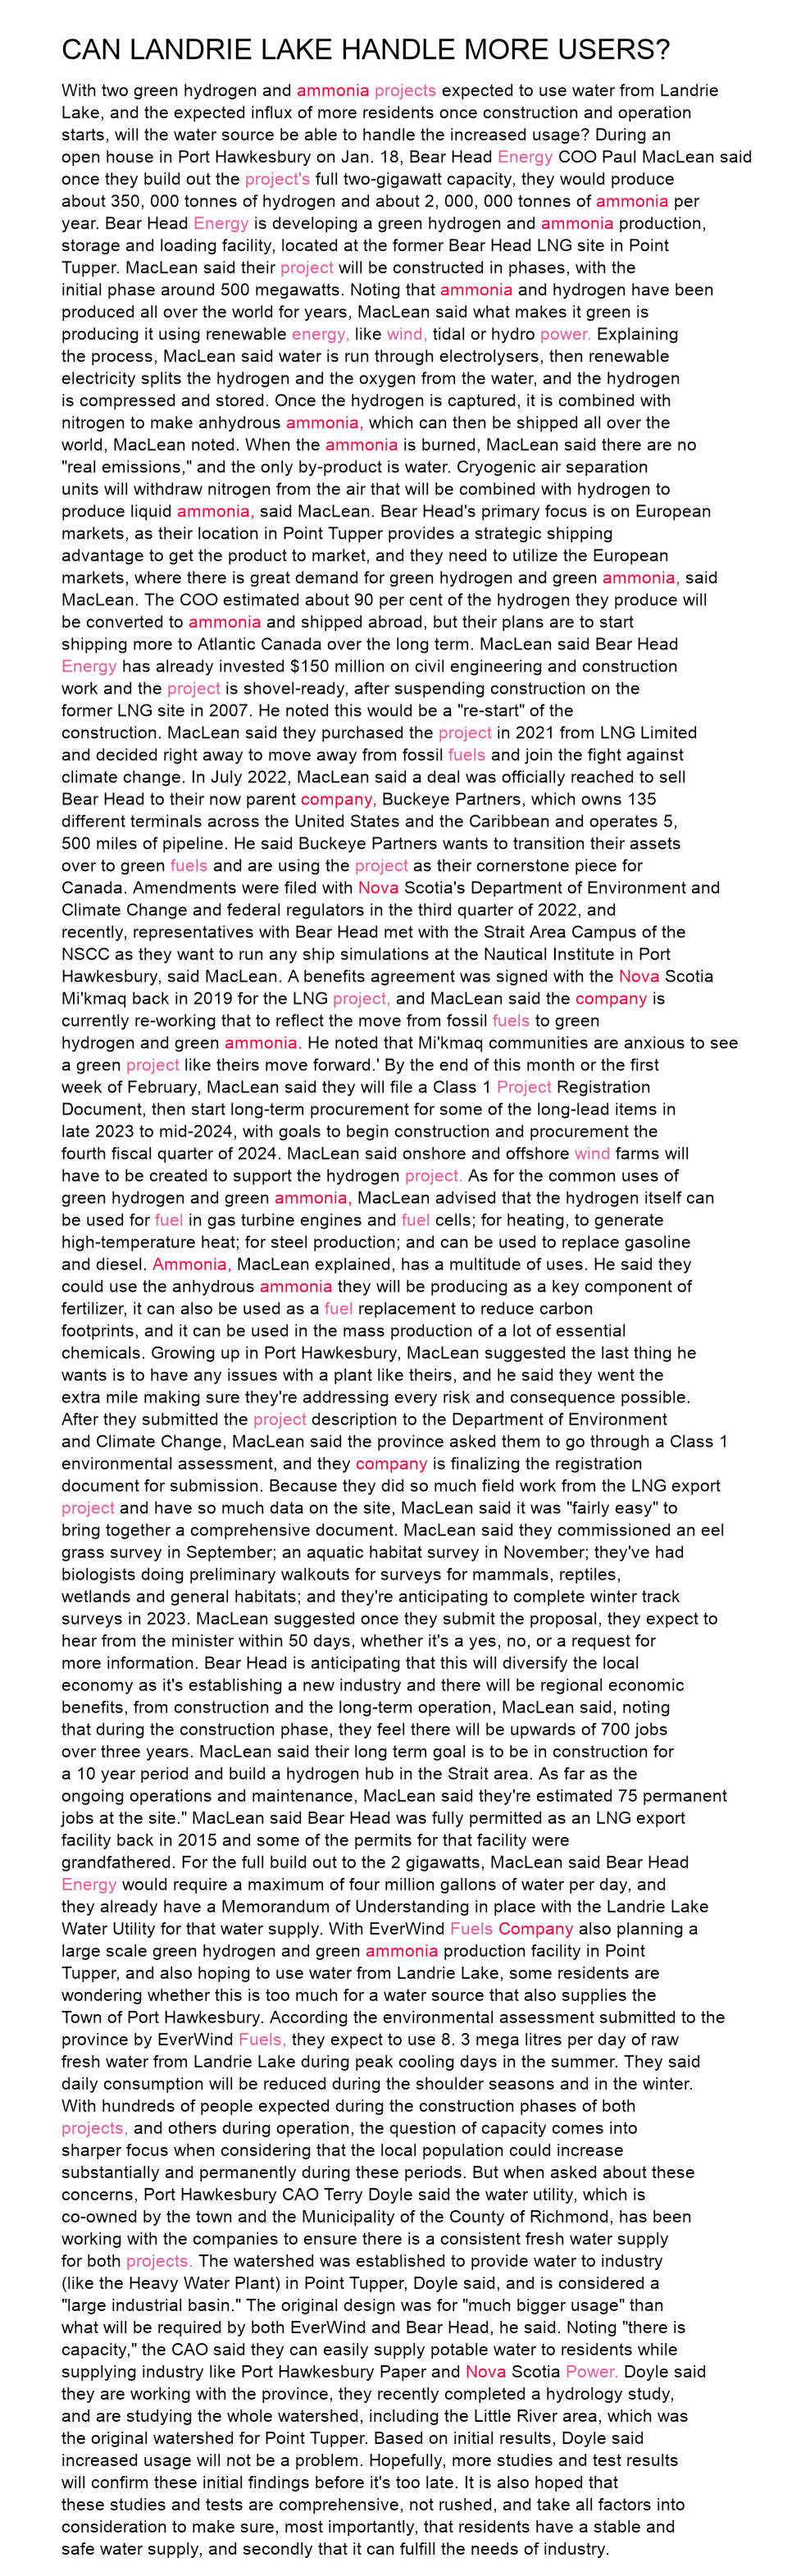 CAN LANDRIE LAKE HANDLE MORE USERS?
With two green hydrogen and ammonia projects expected to use water from Landrie
Lake, and the expected influx of more residents once construction and operation
starts, will the water source be able to handle the increased usage? During an
open house in Port Hawkesbury on Jan. 18, Bear Head Energy COO Paul MacLean said
once they build out the project's full two-gigawatt capacity, they would produce
about 350, 000 tonnes of hydrogen and about 2, 000, 000 tonnes of ammonia per
year. Bear Head Energy is developing a green hydrogen and ammonia production,
storage and loading facility, located at the former Bear Head LNG site in Point
Tupper. MacLean said their project will be constructed in phases, with the
initial phase around 500 megawatts. Noting that ammonia and hydrogen have been
produced all over the world for years, MacLean said what makes it green is
producing it using renewable energy, like wind, tidal or hydro power. Explaining
the process, MacLean said water is run through electrolysers, then renewable
electricity splits the hydrogen and the oxygen from the water, and the hydrogen
is compressed and stored. Once the hydrogen is captured, it is combined with
nitrogen to make anhydrous ammonia, which can then be shipped all over the
world, MacLean noted. When the ammonia is burned, MacLean said there are no
"real emissions," and the only by-product is water. Cryogenic air separation
units will withdraw nitrogen from the air that will be combined with hydrogen to
produce liquid ammonia, said MacLean. Bear Head's primary focus is on European
markets, as their location in Point Tupper provides a strategic shipping
advantage to get the product to market, and they need to utilize the European
markets, where there is great demand for green hydrogen and green ammonia, said
MacLean. The COO estimated about 90 per cent of the hydrogen they produce will
be converted to ammonia and shipped abroad, but their plans are to start
shipping more to Atlantic Canada over the long term. MacLean said Bear Head
Energy has already invested $150 million on civil engineering and construction
work and the project is shovel-ready, after suspending construction on the
former LNG site in 2007. He noted this would be a "re-start" of the
construction. MacLean said they purchased the project in 2021 from LNG Limited
and decided right away to move away from fossil fuels and join the fight against
climate change. In July 2022, MacLean said a deal was officially reached to sell
Bear Head to their now parent company, Buckeye Partners, which owns 135
different terminals across the United States and the Caribbean and operates 5,
500 miles of pipeline. He said Buckeye Partners wants to transition their assets
over to green fuels and are using the project as their cornerstone piece for
Canada. Amendments were filed with Nova Scotia's Department of Environment and
Climate Change and federal regulators in the third quarter of 2022, and
recently, representatives with Bear Head met with the Strait Area Campus of the
NSCC as they want to run any ship simulations at the Nautical Institute in Port
Hawkesbury, said MacLean. A benefits agreement was signed with the Nova Scotia
Mi'kmaq back in 2019 for the LNG project, and MacLean said the company is
currently re-working that to reflect the move from fossil fuels to green
hydrogen and green ammonia. He noted that Mi'kmaq communities are anxious to see
a green project like theirs move forward.' By the end of this month or the first
week of February, MacLean said they will file a Class 1 Project Registration
Document, then start long-term procurement for some of the long-lead items in
late 2023 to mid-2024, with goals to begin construction and procurement the
fourth fiscal quarter of 2024. MacLean said onshore and offshore wind farms will
have to be created to support the hydrogen project. As for the common uses of
green hydrogen and green ammonia, MacLean advised that the hydrogen itself can
be used for fuel in gas turbine engines and fuel cells; for heating, to generate
high-temperature heat; for steel production; and can be used to replace gasoline
and diesel. Ammonia, MacLean explained, has a multitude of uses. He said they
could use the anhydrous ammonia they will be producing as a key component of
fertilizer, it can also be used as a fuel replacement to reduce carbon
footprints, and it can be used in the mass production of a lot of essential
chemicals. Growing up in Port Hawkesbury, MacLean suggested the last thing he
wants is to have any issues with a plant like theirs, and he said they went the
extra mile making sure they're addressing every risk and consequence possible.
After they submitted the project description to the Department of Environment
and Climate Change, MacLean said the province asked them to go through a Class 1
environmental assessment, and they company is finalizing the registration
document for submission. Because they did so much field work from the LNG export
project and have so much data on the site, MacLean said it was "fairly easy" to
bring together a comprehensive document. MacLean said they commissioned an eel
grass survey in September; an aquatic habitat survey in November; they've had
biologists doing preliminary walkouts for surveys for mammals, reptiles,
wetlands and general habitats; and they're anticipating to complete winter track
surveys in 2023. MacLean suggested once they submit the proposal, they expect to
hear from the minister within 50 days, whether it's a yes, no, or a request for
more information. Bear Head is anticipating that this will diversify the local
economy as it's establishing a new industry and there will be regional economic
benefits, from construction and the long-term operation, MacLean said, noting
that during the construction phase, they feel there will be upwards of 700 jobs
over three years. MacLean said their long term goal is to be in construction for
a 10 year period and build a hydrogen hub in the Strait area. As far as the
ongoing operations and maintenance, MacLean said they're estimated 75 permanent
jobs at the site." MacLean said Bear Head was fully permitted as an LNG export
facility back in 2015 and some of the permits for that facility were
grandfathered. For the full build out to the 2 gigawatts, MacLean said Bear Head
Energy would require a maximum of four million gallons of water per day, and
they already have a Memorandum of Understanding in place with the Landrie Lake
Water Utility for that water supply. With EverWind Fuels Company also planning a
large scale green hydrogen and green ammonia production facility in Point
Tupper, and also hoping to use water from Landrie Lake, some residents are
wondering whether this is too much for a water source that also supplies the
Town of Port Hawkesbury. According the environmental assessment submitted to the
province by EverWind Fuels, they expect to use 8. 3 mega litres per day of raw
fresh water from Landrie Lake during peak cooling days in the summer. They said
daily consumption will be reduced during the shoulder seasons and in the winter.
With hundreds of people expected during the construction phases of both
projects, and others during operation, the question of capacity comes into
sharper focus when considering that the local population could increase
substantially and permanently during these periods. But when asked about these
concerns, Port Hawkesbury CAO Terry Doyle said the water utility, which is
co-owned by the town and the Municipality of the County of Richmond, has been
working with the companies to ensure there is a consistent fresh water supply
for both projects. The watershed was established to provide water to industry
(like the Heavy Water Plant) in Point Tupper, Doyle said, and is considered a
"large industrial basin." The original design was for "much bigger usage" than
what will be required by both EverWind and Bear Head, he said. Noting "there is
capacity," the CAO said they can easily supply potable water to residents while
supplying industry like Port Hawkesbury Paper and Nova Scotia Power. Doyle said
they are working with the province, they recently completed a hydrology study,
and are studying the whole watershed, including the Little River area, which was
the original watershed for Point Tupper. Based on initial results, Doyle said
increased usage will not be a problem. Hopefully, more studies and test results
will confirm these initial findings before it's too late. It is also hoped that
these studies and tests are comprehensive, not rushed, and take all factors into
consideration to make sure, most importantly, that residents have a stable and
safe water supply, and secondly that it can fulfill the needs of industry.